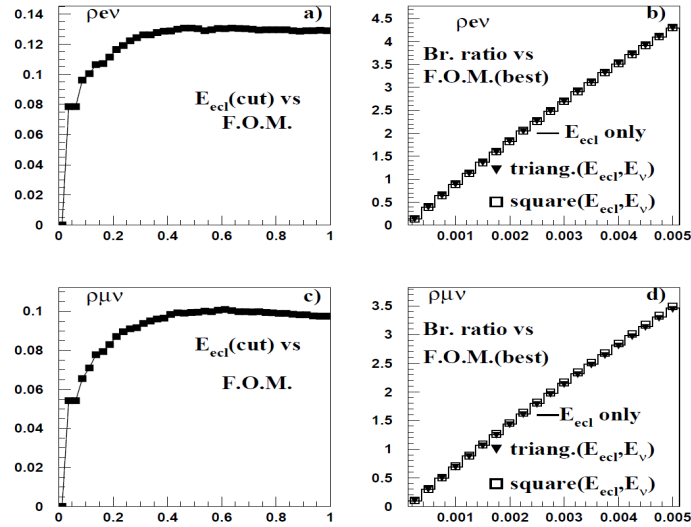 ρeν
a)
0.14
0.12
0.1
0.08
0.06
0.04
0.02
0
E_ecl(cut) vs
F.O.M.
0 0.2 0.4 0.6 0.8 1
ρeν
b)
4.5
4
3.5
3
2.5
2
1.5
1
0.5
0
Br. ratio vs
F.O.M.(best)
E_ecl only
triang.(E_ecl,E_ν)
square(E_ecl,E_ν)
0.001 0.002 0.003 0.004 0.005
ρμν
c)
0.1
0.08
0.06
0.04
0.02
0
E_ecl(cut) vs
F.O.M.
0 0.2 0.4 0.6 0.8 1
ρμν
d)
3.5
3
2.5
2
1.5
1
0.5
0
Br. ratio vs
F.O.M.(best)
E_ecl only
triang.(E_ecl,E_ν)
square(E_ecl,E_ν)
0.001 0.002 0.003 0.004 0.005